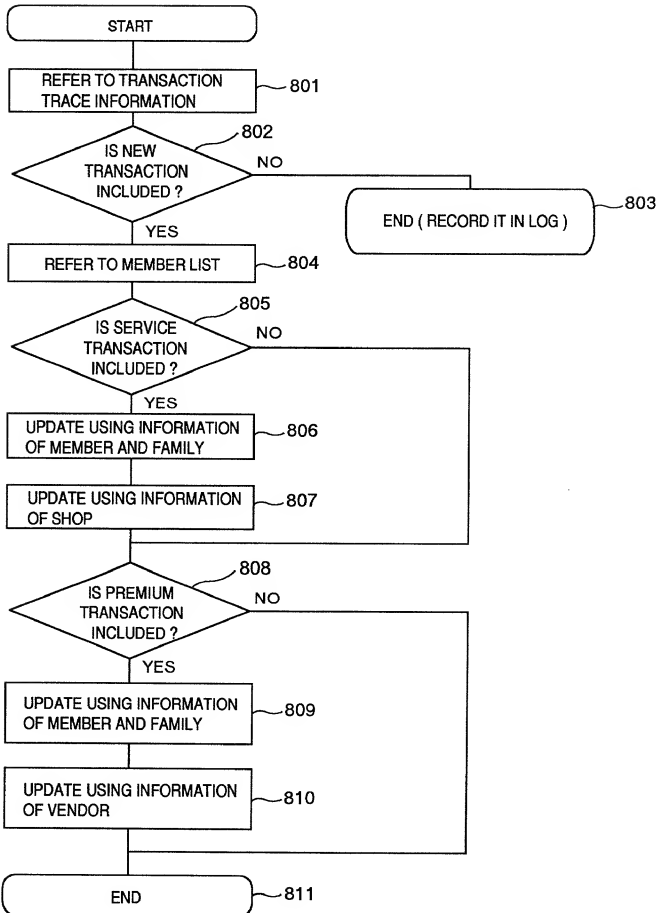 START
REFER TO TRANSACTION
TRACE INFORMATION
801
802
IS NEW
TRANSACTION
INCLUDED ?
NO
803
END ( RECORD IT IN LOG )
YES
REFER TO MEMBER LIST
804
805
IS SERVICE
TRANSACTION
INCLUDED ?
NO
YES
UPDATE USING INFORMATION
OF MEMBER AND FAMILY
806
UPDATE USING INFORMATION
OF SHOP
807
808
IS PREMIUM
TRANSACTION
INCLUDED ?
NO
YES
UPDATE USING INFORMATION
OF MEMBER AND FAMILY
809
UPDATE USING INFORMATION
OF VENDOR
810
END
811